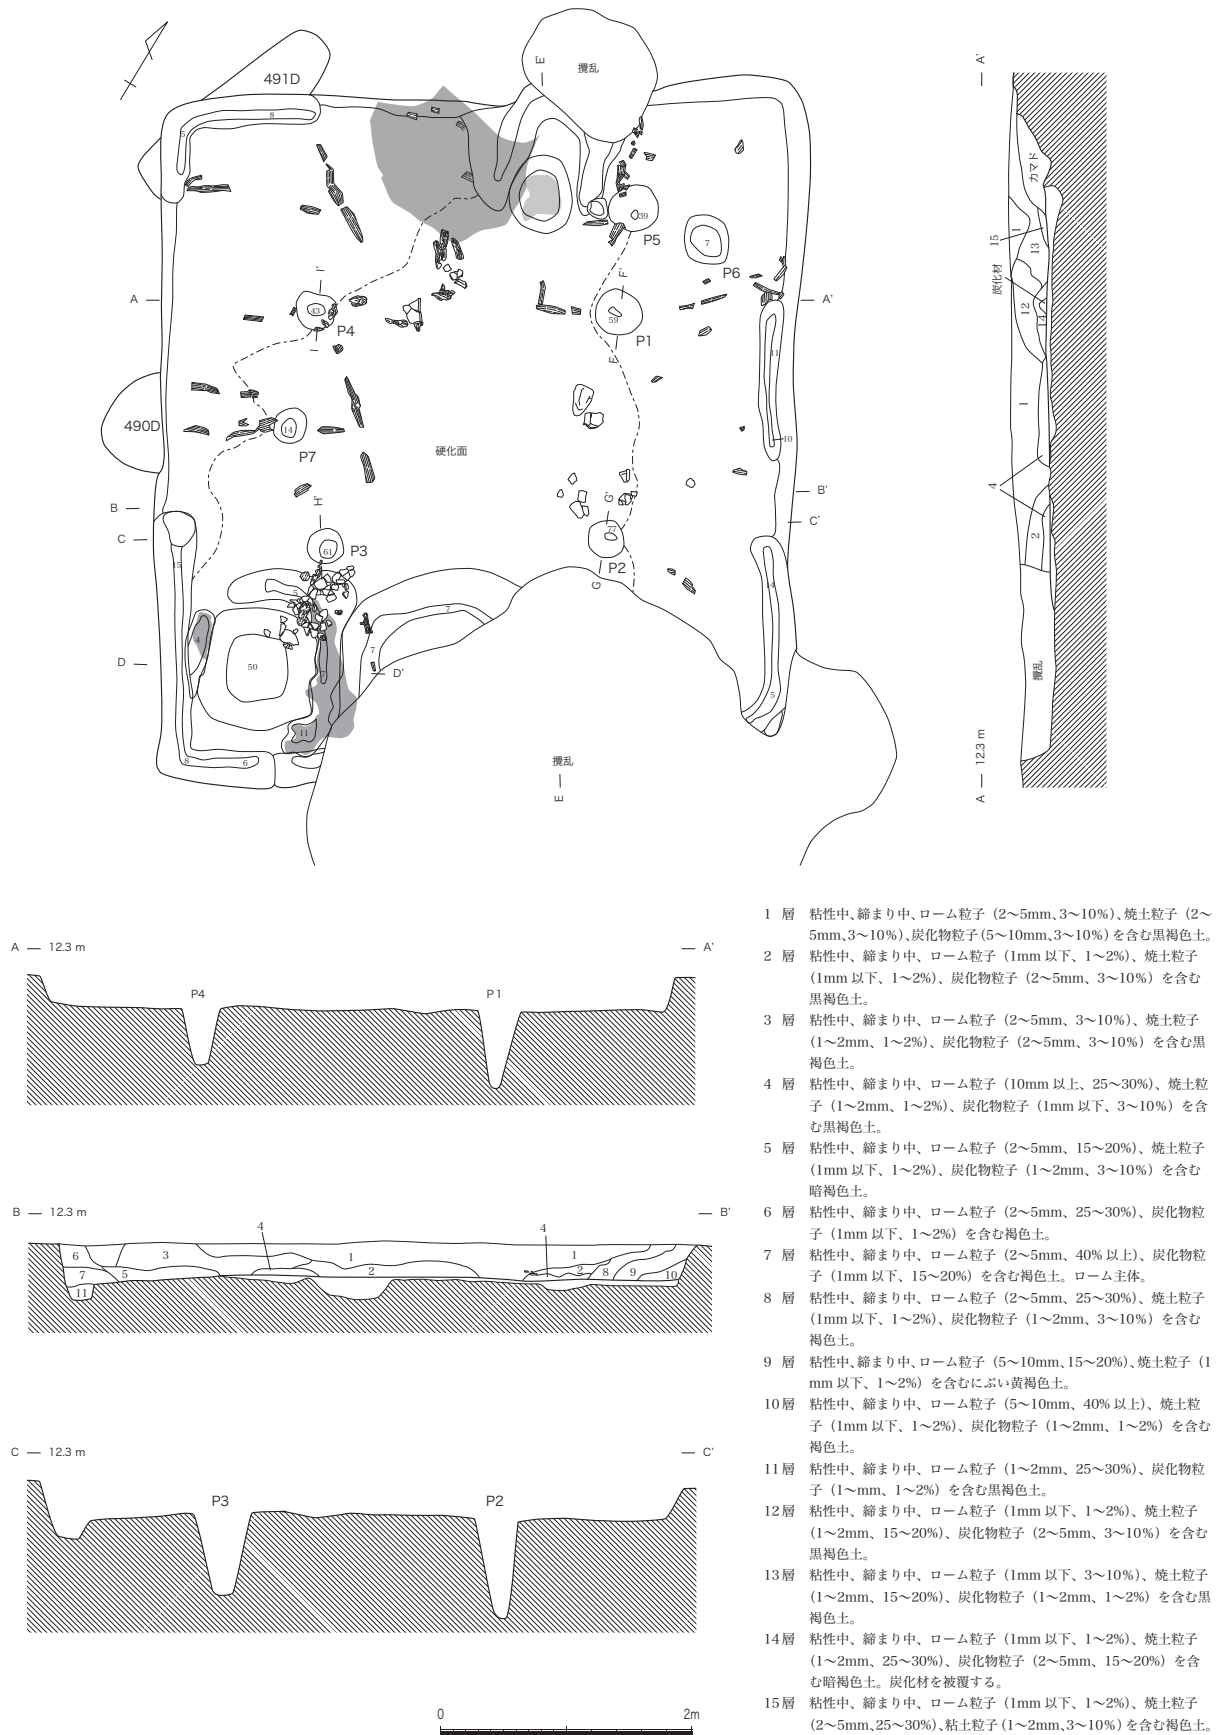 491D
E'
攪乱
A'
8
5
カマド
39
P5
7
P6
15
1
13
炭化材
I'
F'
A
43
P4
I
59
P1
F
A'
12
14
11
1
490D
14
P7
硬化面
10
4
B
H'
G'
B'
C
C'
2
77
P2
G
61
P3
15
5
14
7
4
50
7
7
D
D'
5
11
8
6
攪乱
E
攪乱
A — 12.3 m
A — 12.3 m
A'
P4
P1
B — 12.3 m
B'
4
4
6
3
1
1
7
5
2
2
8
9
10
11
C — 12.3 m
C'
P3
P2
0
2m
1 層 粘性中、締まり中、ローム粒子（2〜5mm、3〜10%）、焼土粒子（2〜
5mm、3〜10%）、炭化物粒子（5〜10mm、3〜10%）を含む黒褐色土。
2 層 粘性中、締まり中、ローム粒子（1mm 以下、1〜2%）、焼土粒子
（1mm 以下、1〜2%）、炭化物粒子（2〜5mm、3〜10%）を含む
黒褐色土。
3 層 粘性中、締まり中、ローム粒子（2〜5mm、3〜10%）、焼土粒子
（1〜2mm、1〜2%）、炭化物粒子（2〜5mm、3〜10%）を含む黒
褐色土。
4 層 粘性中、締まり中、ローム粒子（10mm 以上、25〜30%）、焼土粒
子（1〜2mm、1〜2%）、炭化物粒子（1mm 以下、3〜10%）を含
む黒褐色土。
5 層 粘性中、締まり中、ローム粒子（2〜5mm、15〜20%）、焼土粒子
（1mm 以下、1〜2%）、炭化物粒子（1〜2mm、3〜10%）を含む
暗褐色土。
6 層 粘性中、締まり中、ローム粒子（2〜5mm、25〜30%）、炭化物粒
子（1mm 以下、1〜2%）を含む褐色土。
7 層 粘性中、締まり中、ローム粒子（2〜5mm、40% 以上）、炭化物粒
子（1mm 以下、15〜20%）を含む褐色土。ローム主体。
8 層 粘性中、締まり中、ローム粒子（2〜5mm、25〜30%）、焼土粒子
（1mm 以下、1〜2%）、炭化物粒子（1〜2mm、3〜10%）を含む
褐色土。
9 層 粘性中、締まり中、ローム粒子（5〜10mm、15〜20%）、焼土粒子（1
mm 以下、1〜2%）を含むにぶい黄褐色土。
10 層 粘性中、締まり中、ローム粒子（5〜10mm、40% 以上）、焼土粒
子（1mm 以下、1〜2%）、炭化物粒子（1〜2mm、1〜2%）を含む
褐色土。
11 層 粘性中、締まり中、ローム粒子（1〜2mm、25〜30%）、炭化物粒
子（1〜mm、1〜2%）を含む黒褐色土。
12 層 粘性中、締まり中、ローム粒子（1mm 以下、1〜2%）、焼土粒子
（1〜2mm、15〜20%）、炭化物粒子（2〜5mm、3〜10%）を含む
黒褐色土。
13 層 粘性中、締まり中、ローム粒子（1mm 以下、3〜10%）、焼土粒子
（1〜2mm、15〜20%）、炭化物粒子（1〜2mm、1〜2%）を含む黒
褐色土。
14 層 粘性中、締まり中、ローム粒子（1mm 以下、1〜2%）、焼土粒子
（1〜2mm、25〜30%）、炭化物粒子（2〜5mm、15〜20%）を含
む暗褐色土。炭化材を被覆する。
15 層 粘性中、締まり中、ローム粒子（1mm 以下、1〜2%）、焼土粒子
（2〜5mm、25〜30%）、粘土粒子（1〜2mm、3〜10%）を含む褐色土。